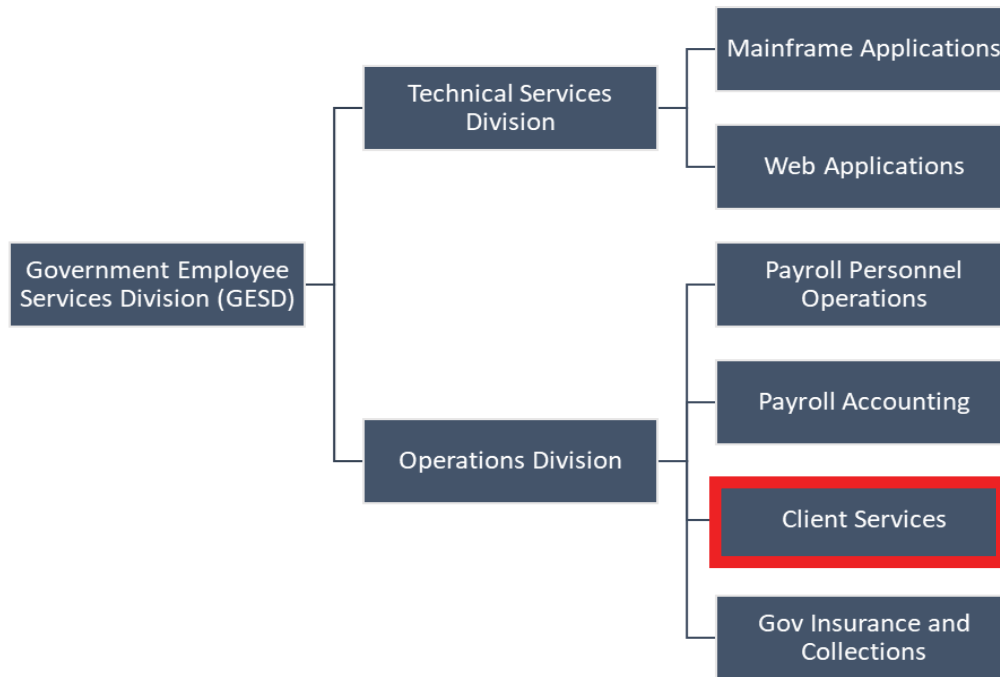 Mainframe Applications
Technical Services
Division
Web Applications
Government Employee
Services Division (GESD)
Payroll Personnel
Operations
Payroll Accounting
Operations Division
Client Services
Gov Insurance and
Collections